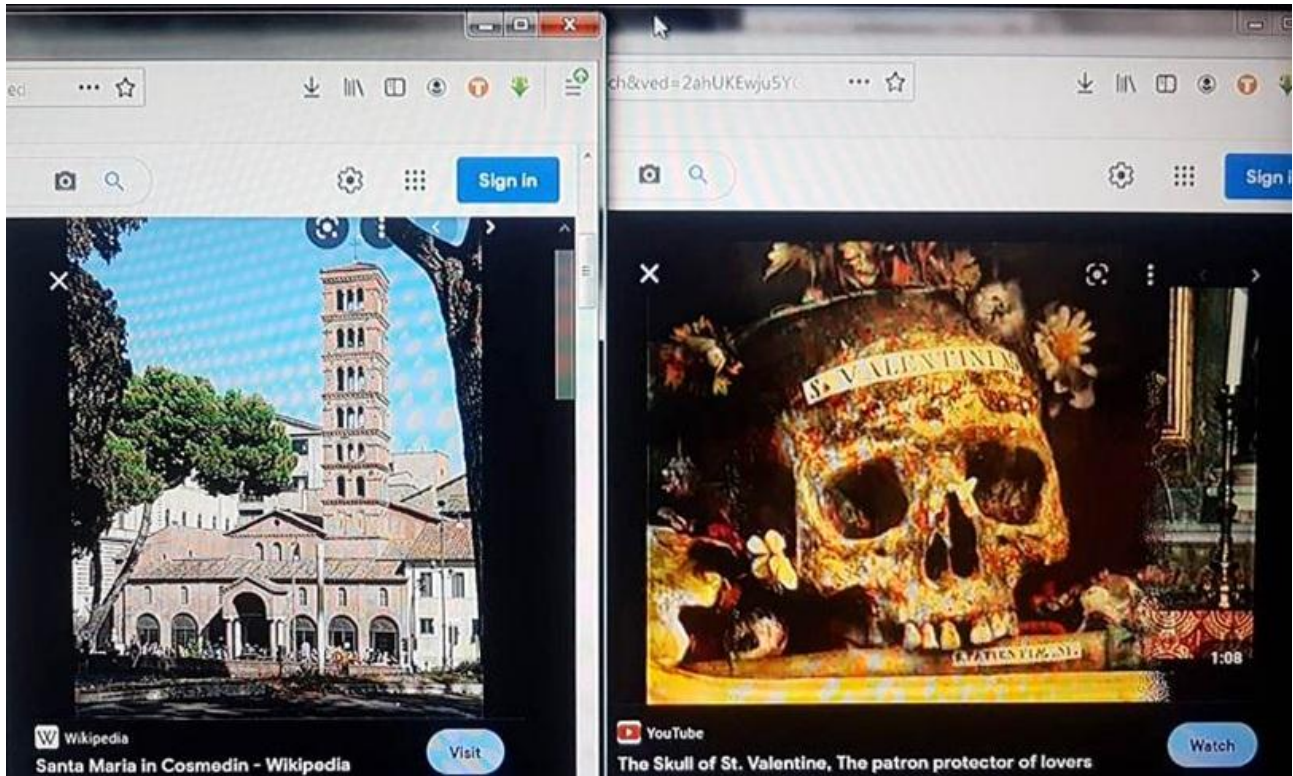 ed
Sign in
Wikipedia
Santa Maria in Cosmedin - Wikipedia
Visit
ch&ved=2ahUKEwju5Y
Sign i
S. VALENTINI
1:08
YouTube
The Skull of St. Valentine, The patron protector of lovers
Watch